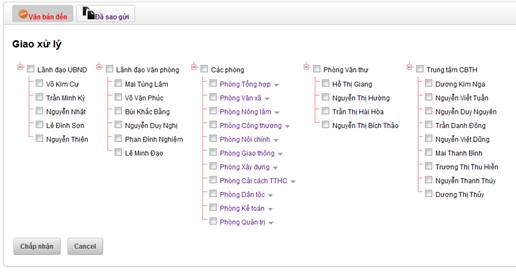 Văn bản đến
Đã sao gửi
Giao xử lý
Lãnh đạo UBND
Võ Kim Cự
Trần Minh Kỳ
Nguyễn Nhật
Lê Đình Sơn
Nguyễn Thiện
Lãnh đạo Văn phòng
Mai Tùng Lâm
Võ Văn Phúc
Bùi Khắc Bằng
Nguyễn Duy Nghị
Phan Đình Nghiệm
Lê Minh Đạo
Các phòng
Phòng Tổng hợp
Phòng Văn xã
Phòng Nông lâm
Phòng Công thương
Phòng Nội chính
Phòng Giao thông
Phòng Xây dựng
Phòng Cải cách TTHC
Phòng Dân tộc
Phòng Kế toán
Phòng Quản trị
Phòng Văn thư
Hồ Thị Giang
Nguyễn Thị Hường
Trần Thị Hải Hòa
Nguyễn Thị Bích Thảo
Trung tâm CBTH
Dương Kim Nga
Nguyễn Viết Tuấn
Nguyễn Duy Nguyên
Trần Danh Đông
Nguyễn Việt Dũng
Mai Thanh Bình
Trương Thị Thu Hiền
Nguyễn Thanh Thúy
Dương Thị Thủy
Chấp nhận
Cancel